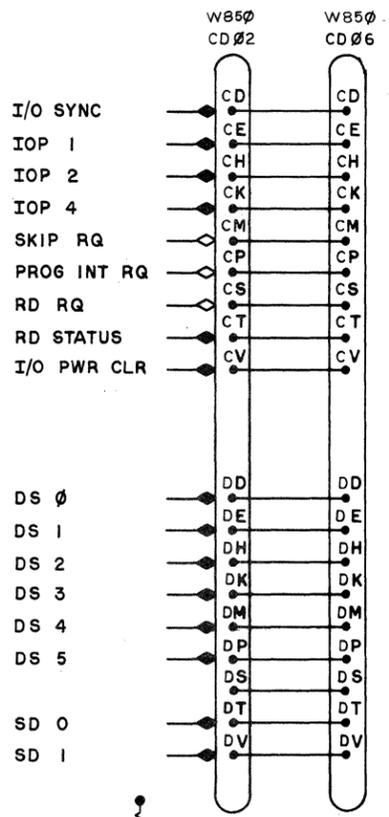 W85Ø W85Ø
CDØ2 CDØ6
I/O SYNC CD CD
IOP 1 CE CE
IOP 2 CH CH
IOP 4 CK CK
SKIP RQ CM CM
PROG INT RQ CP CP
RD RQ CS CS
RD STATUS CT CT
I/O PWR CLR CV CV
DS Ø DD DD
DS 1 DE DE
DS 2 DH DH
DS 3 DK DK
DS 4 DM DM
DS 5 DP DP
DS DS
SD 0 DT DT
SD 1 DV DV